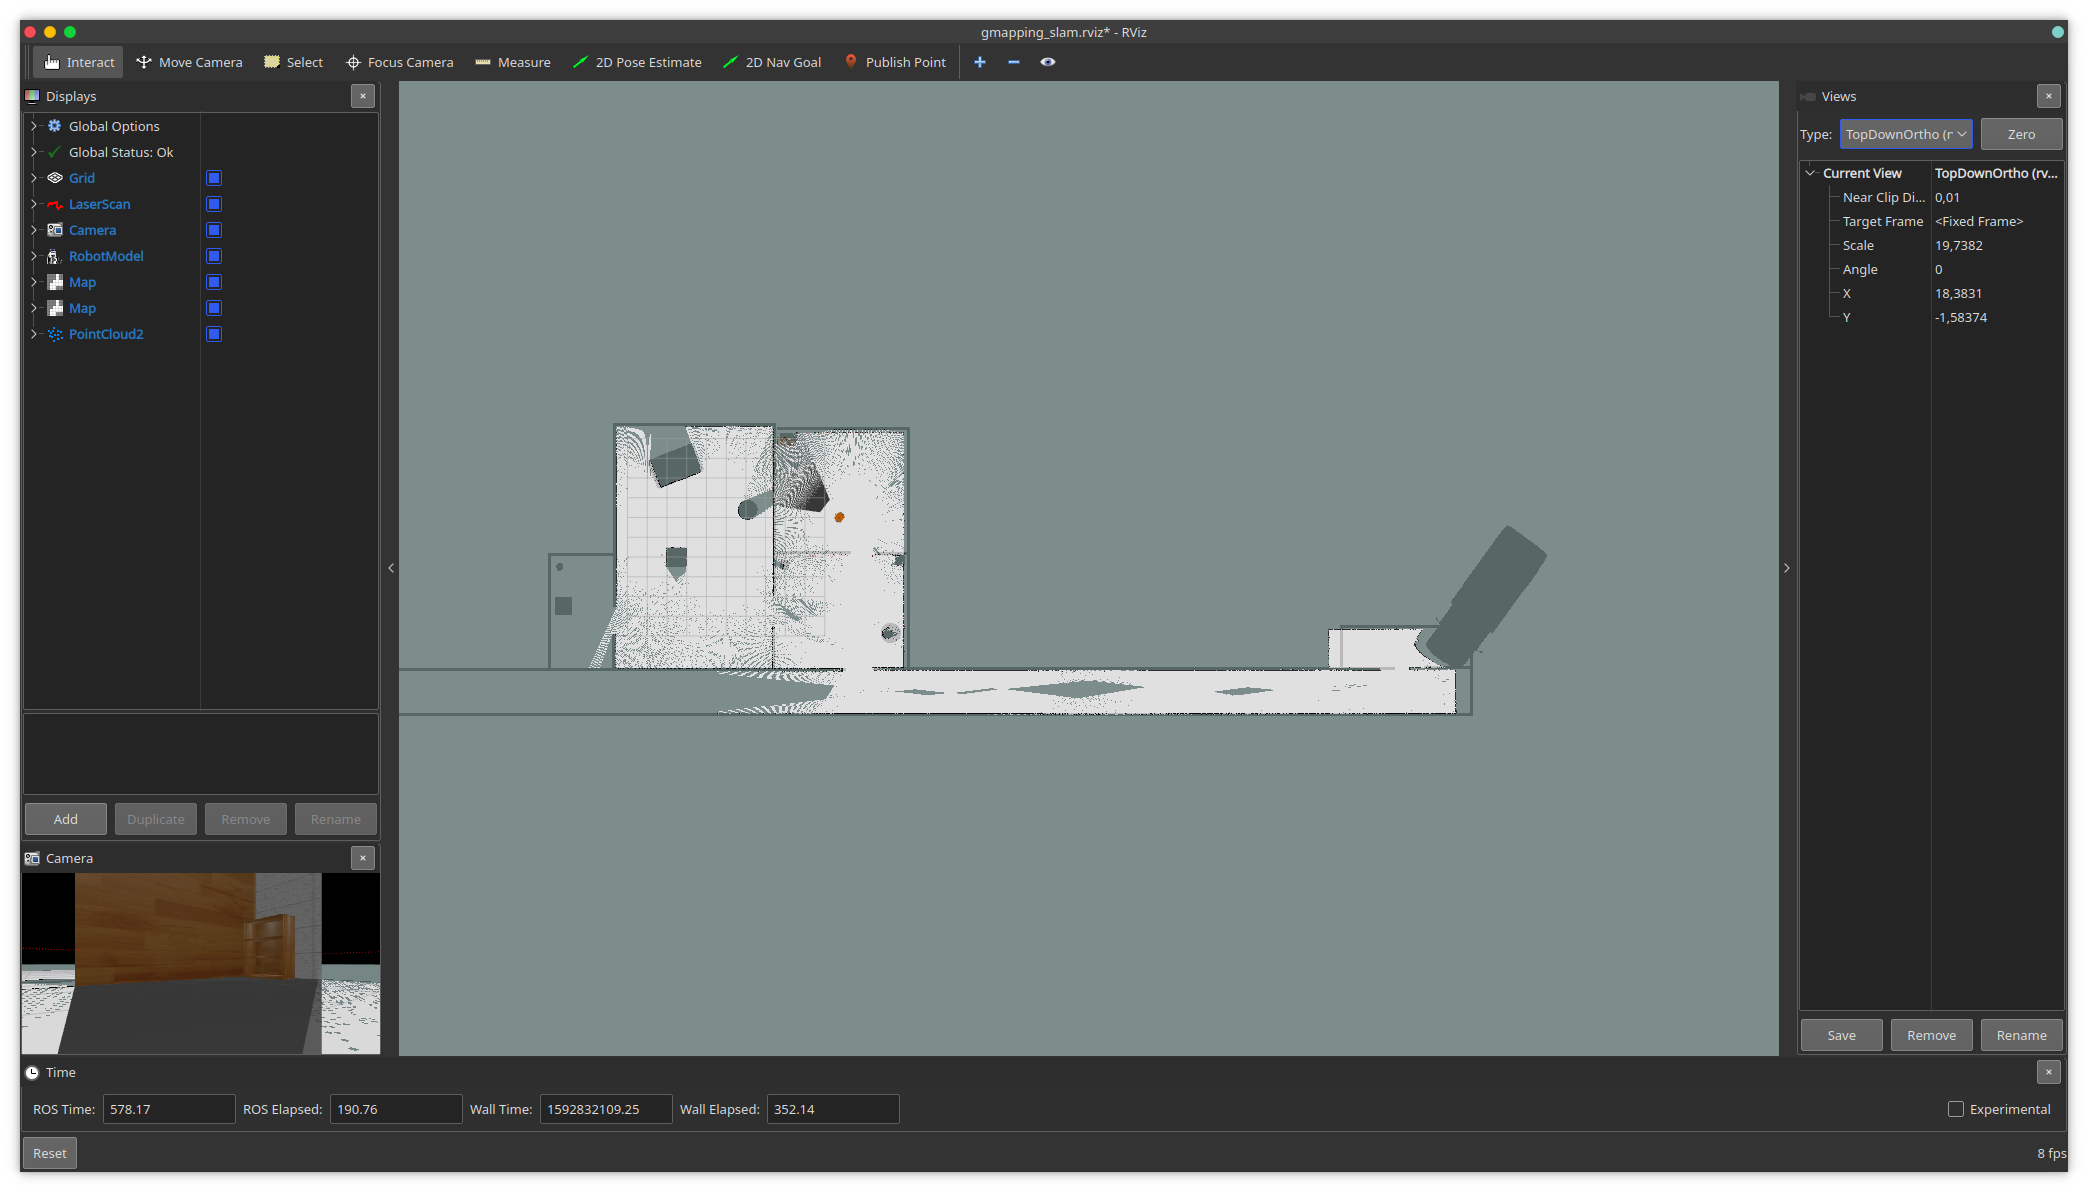 gmapping_slam.rviz* - RViz
Interact Move Camera Select Focus Camera Measure 2D Pose Estimate 2D Nav Goal Publish Point
Displays
Global Options
Global Status: Ok
Grid
LaserScan
Camera
RobotModel
Map
Map
PointCloud2
Add Duplicate Remove Rename
Camera
Views
Type: TopDownOrtho (r Zero
Current View TopDownOrtho (rv...
Near Clip Di... 0,01
Target Frame <Fixed Frame>
Scale 19,7382
Angle 0
X 18,3831
Y -1,58374
Save Remove Rename
Time
ROS Time: 578.17 ROS Elapsed: 190.76 Wall Time: 1592832109.25 Wall Elapsed: 352.14 Experimental
Reset 8 fps